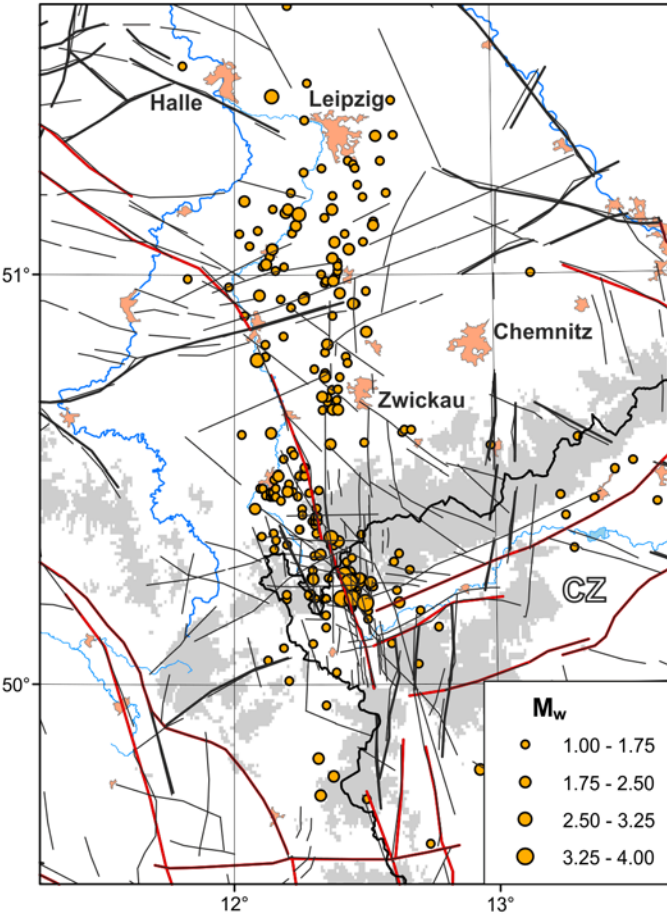 Halle
Leipzig
51°
Chemnitz
Zwickau
CZ
50°
Mw
1.00 - 1.75
1.75 - 2.50
2.50 - 3.25
3.25 - 4.00
12°
13°